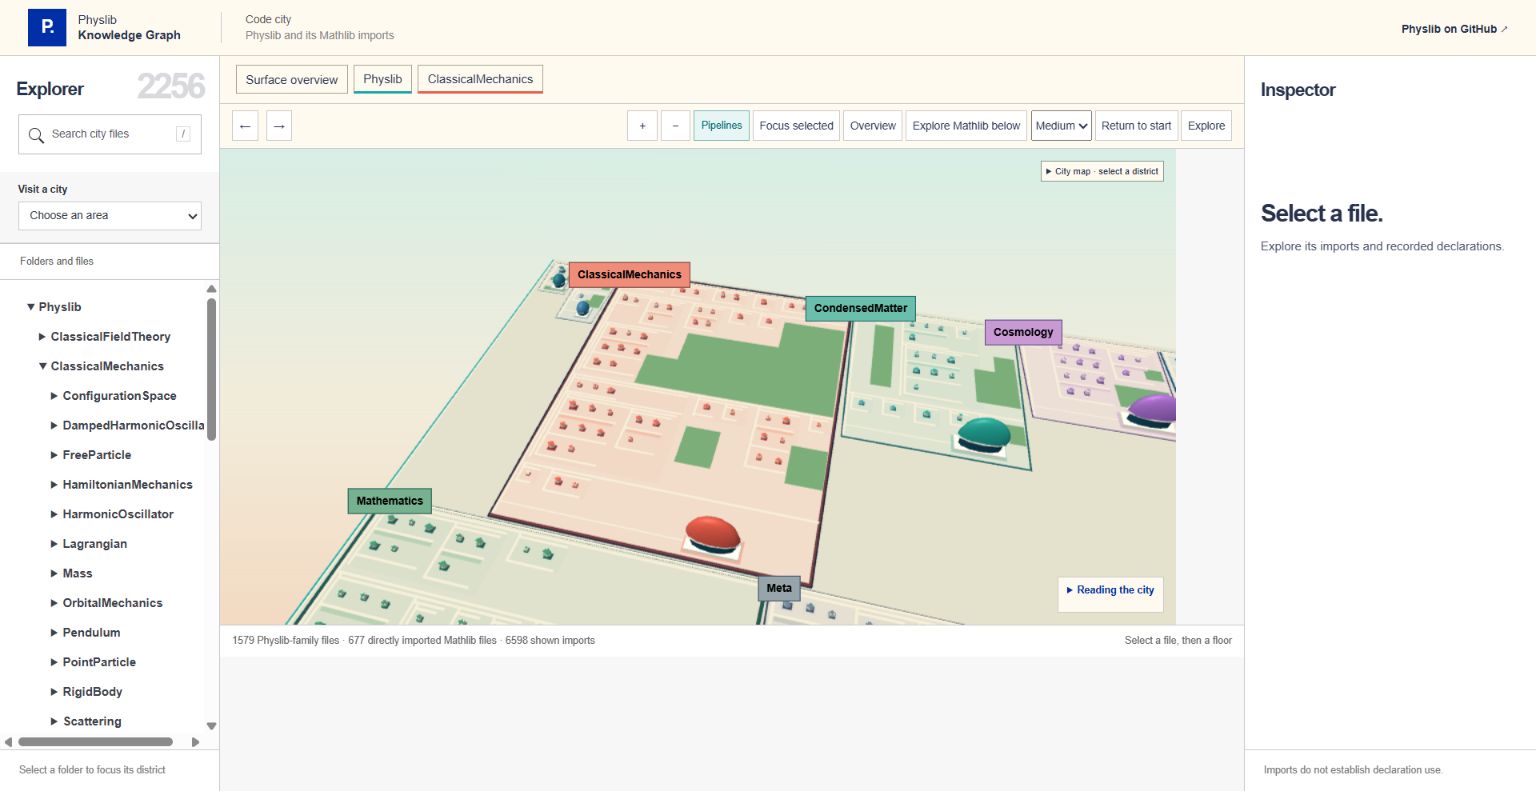 P.
Physlib
Knowledge Graph
Code city
Physlib and its Mathlib imports
Physlib on GitHub ↗
Explorer
2256
Search city files
/
Visit a city
Choose an area
Folders and files
▼ Physlib
▶ ClassicalFieldTheory
▼ ClassicalMechanics
▶ ConfigurationSpace
▶ DampedHarmonicOscilla
▶ FreeParticle
▶ HamiltonianMechanics
▶ HarmonicOscillator
▶ Lagrangian
▶ Mass
▶ OrbitalMechanics
▶ Pendulum
▶ PointParticle
▶ RigidBody
▶ Scattering
Select a folder to focus its district
Surface overview
Physlib
ClassicalMechanics
← → + − Pipelines Focus selected Overview Explore Mathlib below Medium Return to start Explore
▶ City map · select a district
ClassicalMechanics
CondensedMatter
Cosmology
Mathematics
Meta
▶ Reading the city
1579 Physlib-family files · 677 directly imported Mathlib files · 6598 shown imports
Select a file, then a floor
Inspector
Select a file.
Explore its imports and recorded declarations.
Imports do not establish declaration use.